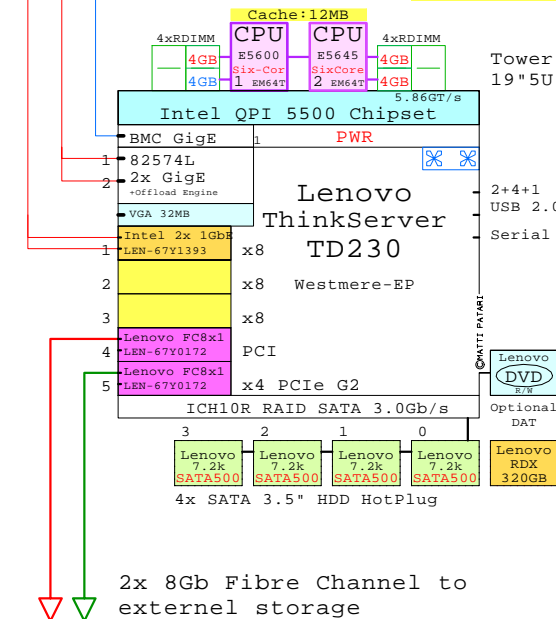 Cache:12MB
4xRDIMM
CPU
CPU
4xRDIMM
4GB
E5600
E5645
4GB
Six-Cor
SixCore
4GB
1 EM64T
2 EM64T
4GB
Tower
19"5U
5.86GT/s
Intel QPI 5500 Chipset
BMC GigE
1
PWR
1
82574L
2
2x GigE
+Offload Engine
VGA 32MB
Lenovo
ThinkServer
TD230
2+4+1
USB 2.0
Serial
Intel 2x 1GbE
1
LEN-67Y1393
x8
2
x8
Westmere-EP
3
x8
Lenovo FC8x1
4
LEN-67Y0172
PCI
Lenovo FC8x1
5
LEN-67Y0172
x4 PCIe G2
©MATTI PATARI
Lenovo
DVD
R/W
Optional
DAT
ICH10R RAID SATA 3.0Gb/s
3
2
1
0
Lenovo
7.2k
SATA500
Lenovo
7.2k
SATA500
Lenovo
7.2k
SATA500
Lenovo
7.2k
SATA500
Lenovo
RDX
320GB
4x SATA 3.5" HDD HotPlug
2x 8Gb Fibre Channel to
externel storage